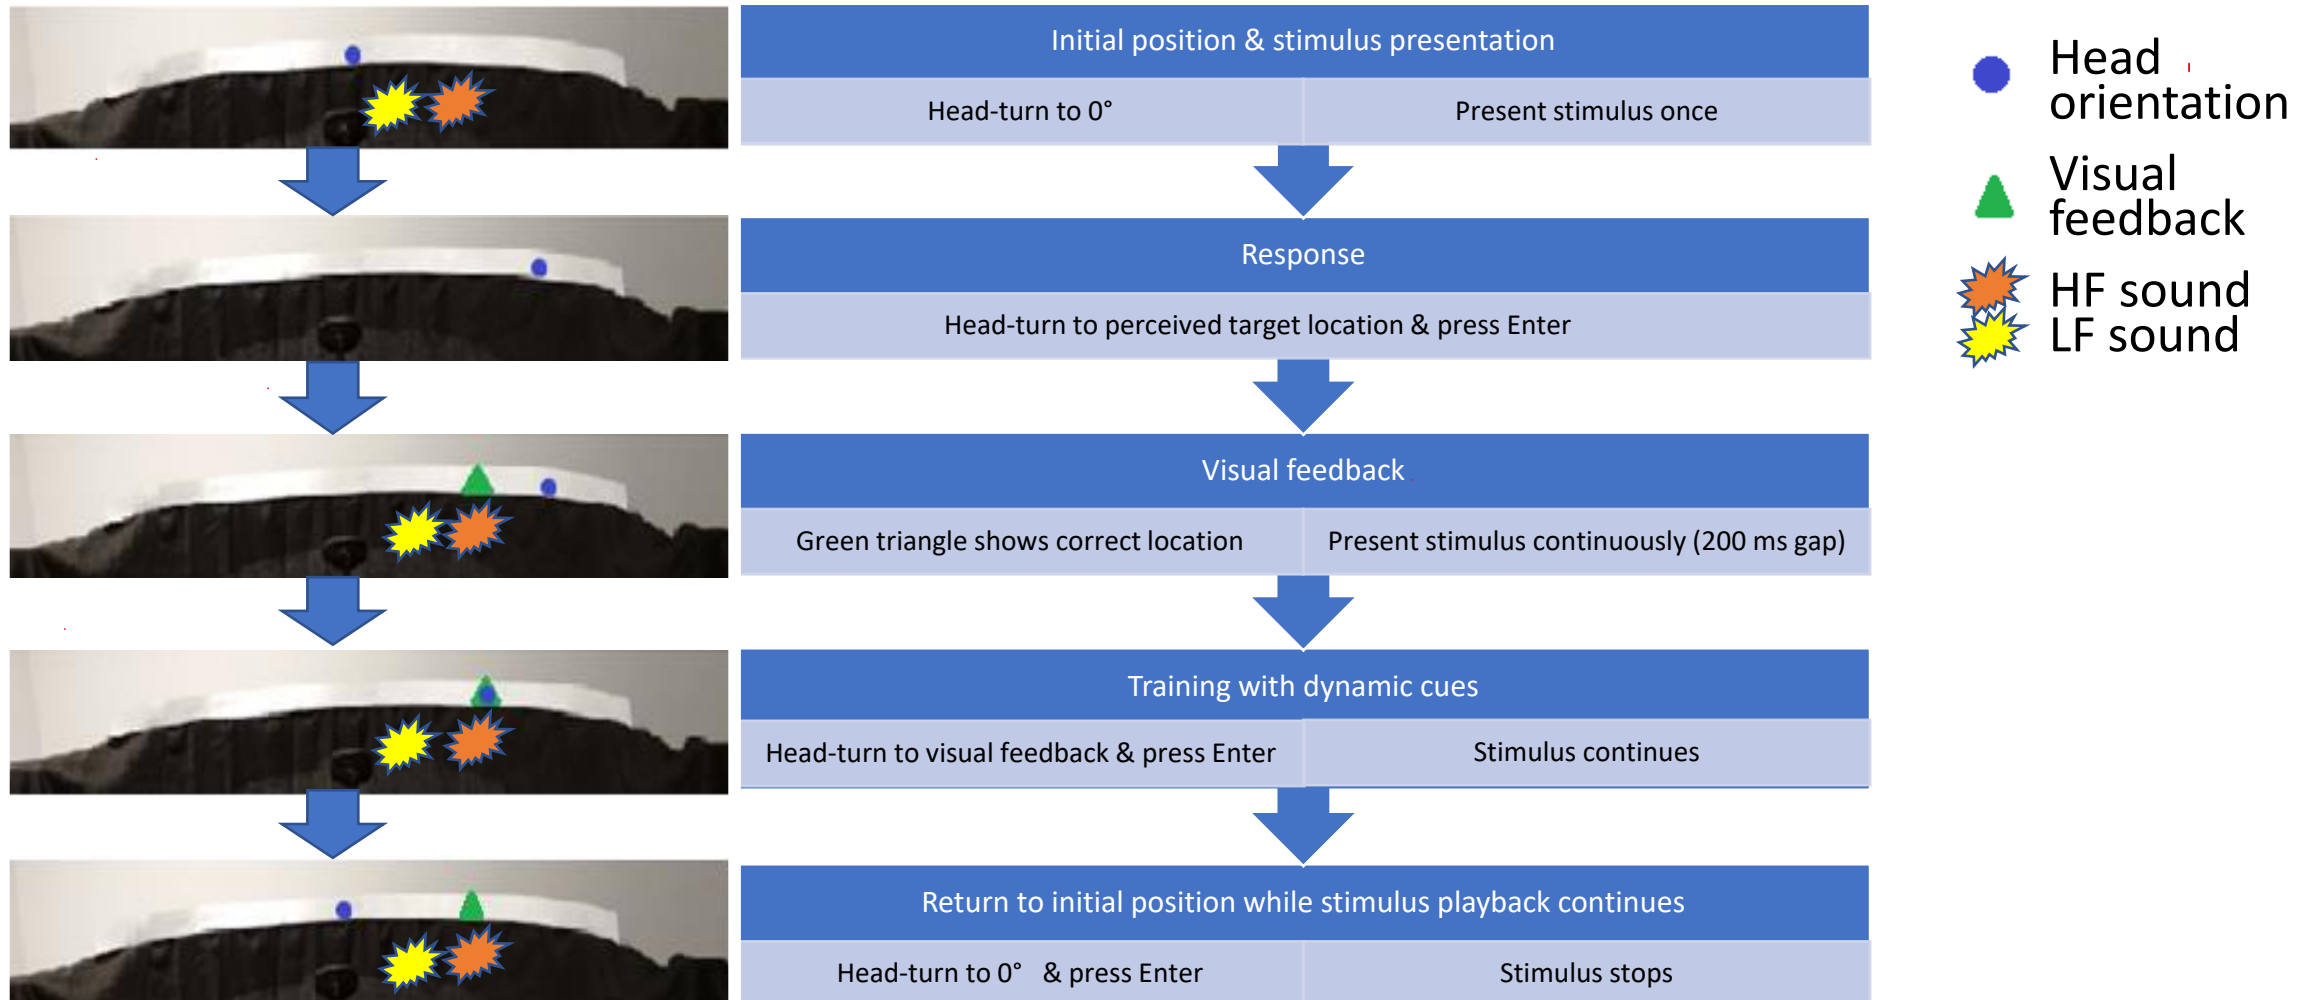 Initial position & stimulus presentation
Head-turn to 0°
Present stimulus once
Response
Head-turn to perceived target location & press Enter
Visual feedback
Green triangle shows correct location
Present stimulus continuously (200 ms gap)
Training with dynamic cues
Head-turn to visual feedback & press Enter
Stimulus continues
Return to initial position while stimulus playback continues
Head-turn to 0° & press Enter
Stimulus stops
Head
orientation
Visual
feedback
HF sound
LF sound